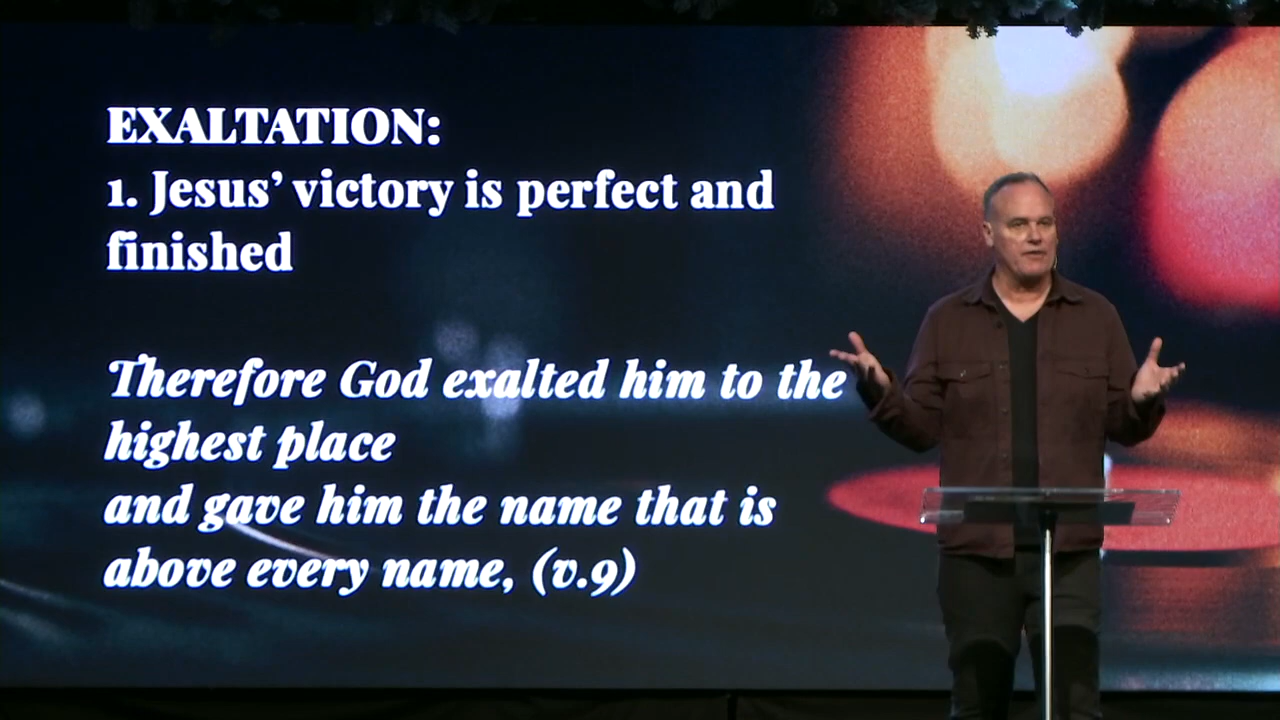 EXALTATION:
1. Jesus’ victory is perfect and
finished
Therefore God exalted him to the
highest place
and gave him the name that is
above every name, (v.9)